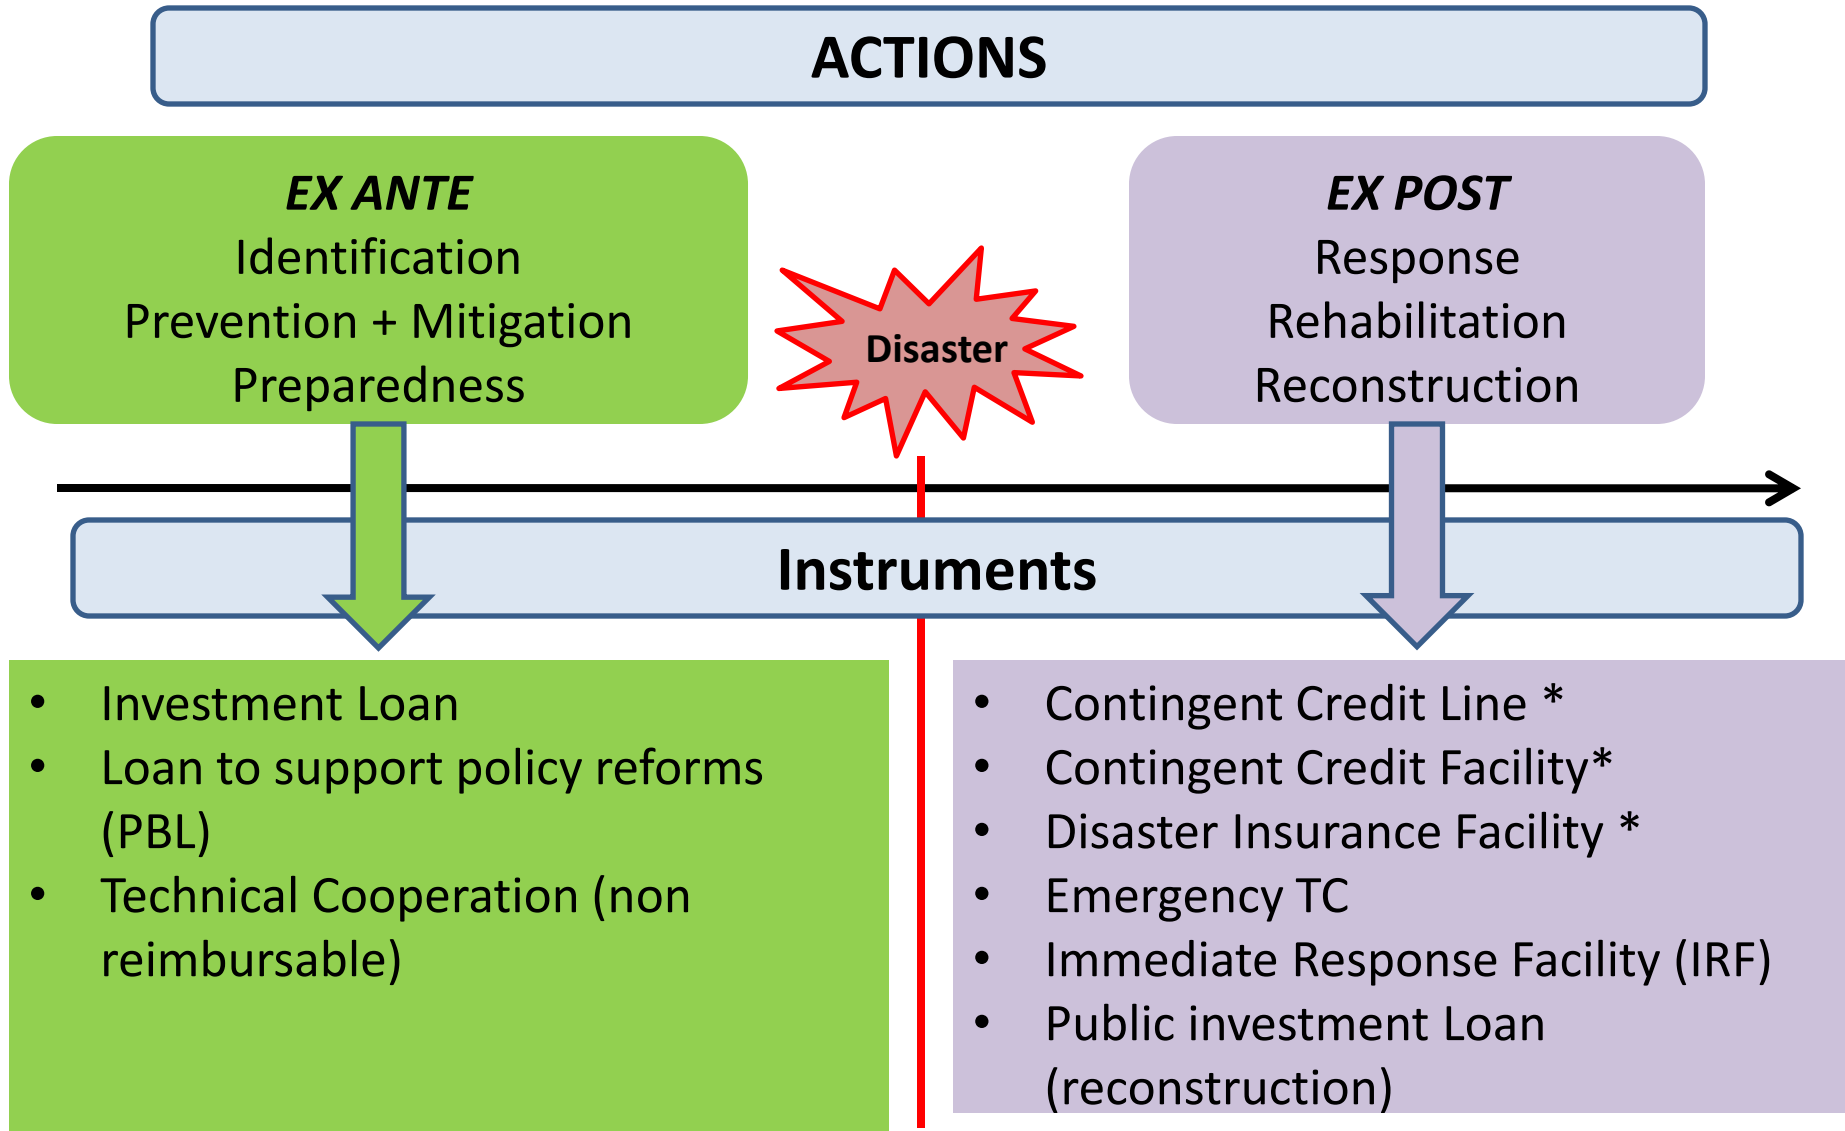 ACTIONS
EX ANTE
Identification
Prevention + Mitigation
Preparedness
Disaster
EX POST
Response
Rehabilitation
Reconstruction
Instruments
• Investment Loan
• Loan to support policy reforms
(PBL)
• Technical Cooperation (non
reimbursable)
• Contingent Credit Line *
• Contingent Credit Facility*
• Disaster Insurance Facility *
• Emergency TC
• Immediate Response Facility (IRF)
• Public investment Loan
(reconstruction)